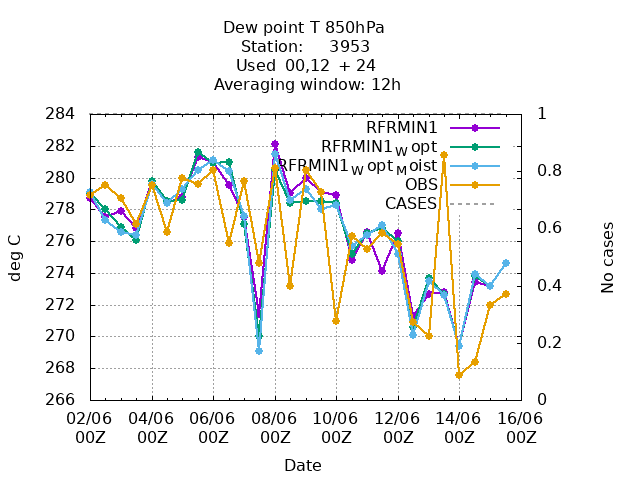 Dew point T 850hPa
Station: 3953
Used 00,12 + 24
Averaging window: 12h
284 1
RFRMIN1
282
RFRMIN1W opt
280 RFRMIN1W opt Moist 0.8
OBS
278 CASES
276 0.6
deg C No cases
274
272 0.4
270 0.2
268
266 0
02/06 04/06 06/06 08/06 10/06 12/06 14/06 16/06
00Z 00Z 00Z 00Z 00Z 00Z 00Z 00Z
Date